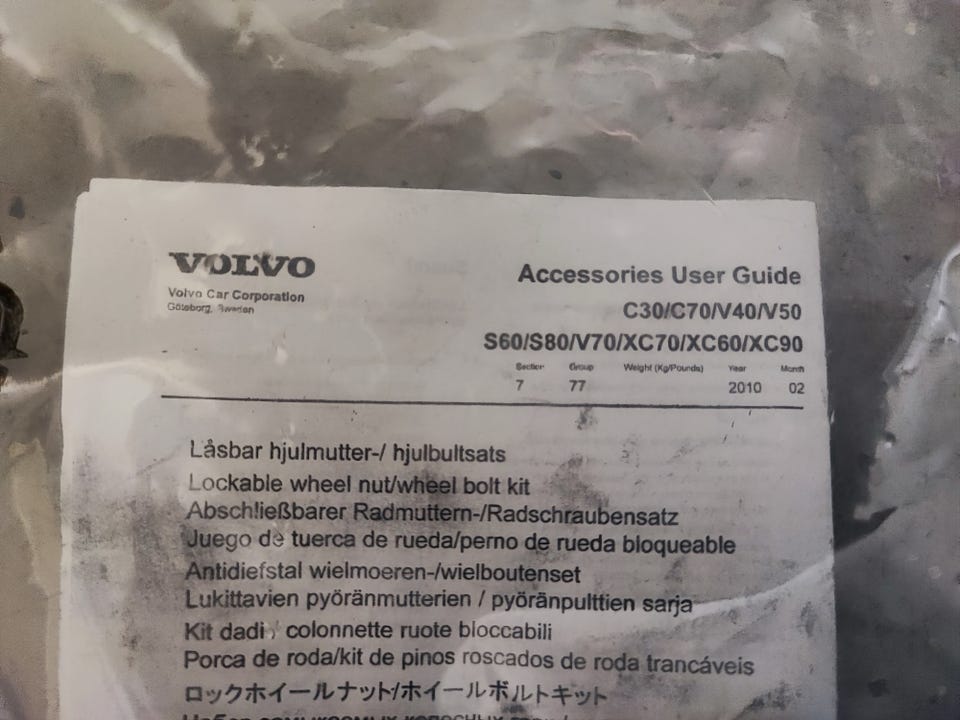 VOLVO
Volvo Car Corporation
Göteborg, Sweden
Accessories User Guide
C30/C70/V40/V50
S60/S80/V70/XC70/XC60/XC90
Section Group Weight (Kg/Pounds) Year Month
7 77 2010 02
Låsbar hjulmutter-/ hjulbultsats
Lockable wheel nut/wheel bolt kit
Abschließbarer Radmuttern-/Radschraubensatz
Juego de tuerca de rueda/perno de rueda bloqueable
Antidiefstal wielmoeren-/wielboutenset
Lukittavien pyöränmutterien / pyöränpulttien sarja
Kit dadi / colonnette ruote bloccabili
Porca de roda/kit de pinos roscados de roda trancáveis
ロックホイールナット/ホイールボルトキット